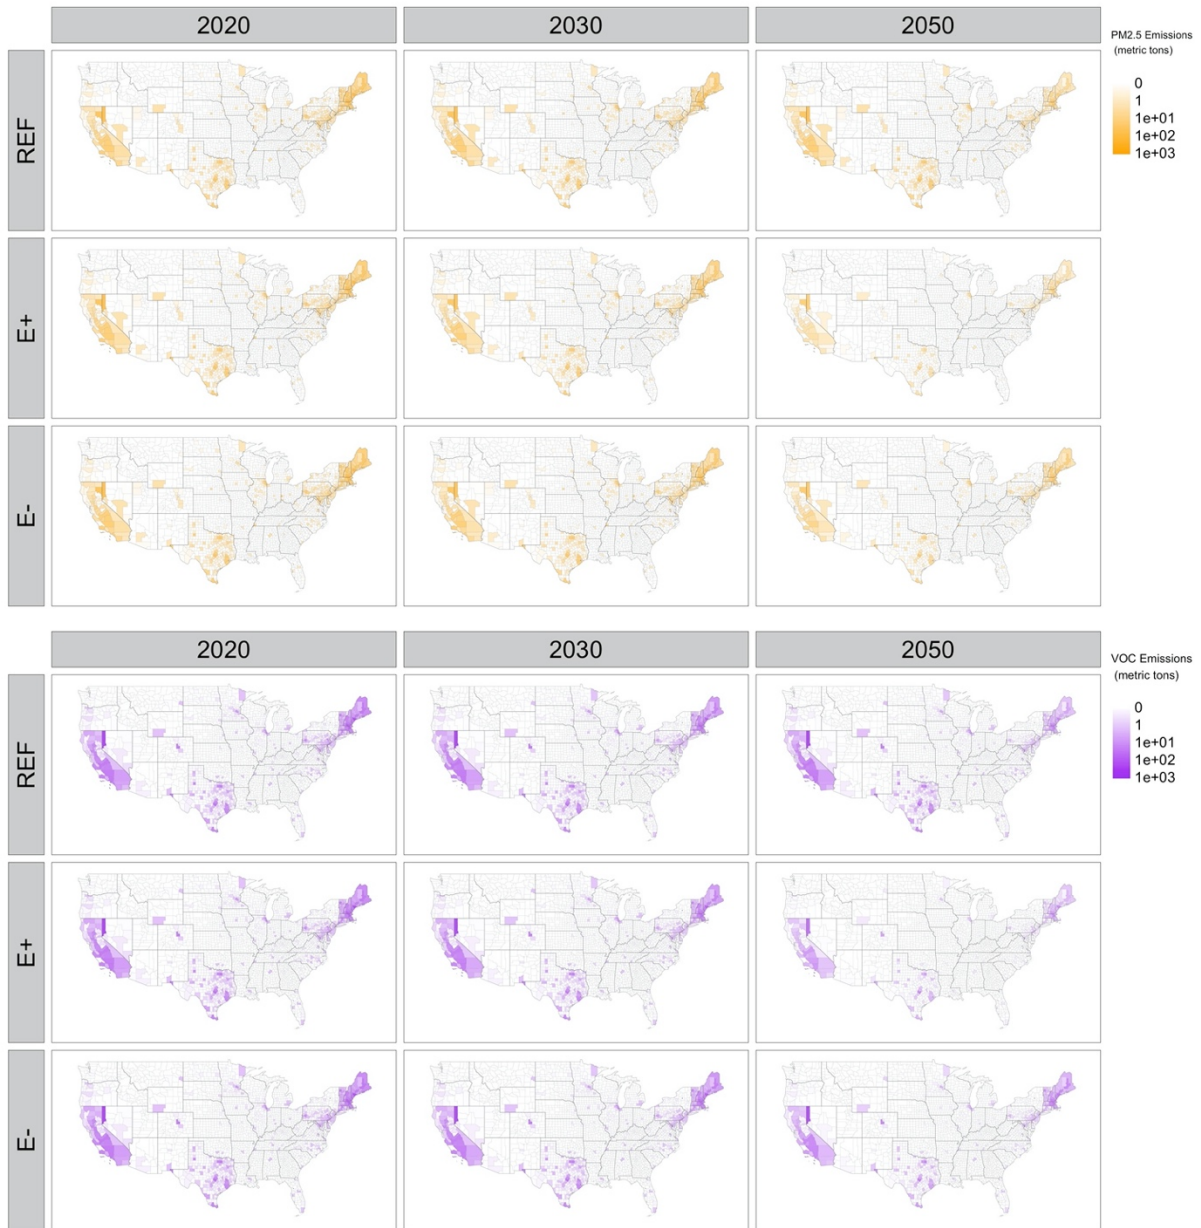 2020 2030 2050
PM2.5 Emissions
(metric tons)
0
1
1e+01
1e+02
1e+03
REF
E+
E-
2020 2030 2050
VOC Emissions
(metric tons)
0
1
1e+01
1e+02
1e+03
REF
E+
E-